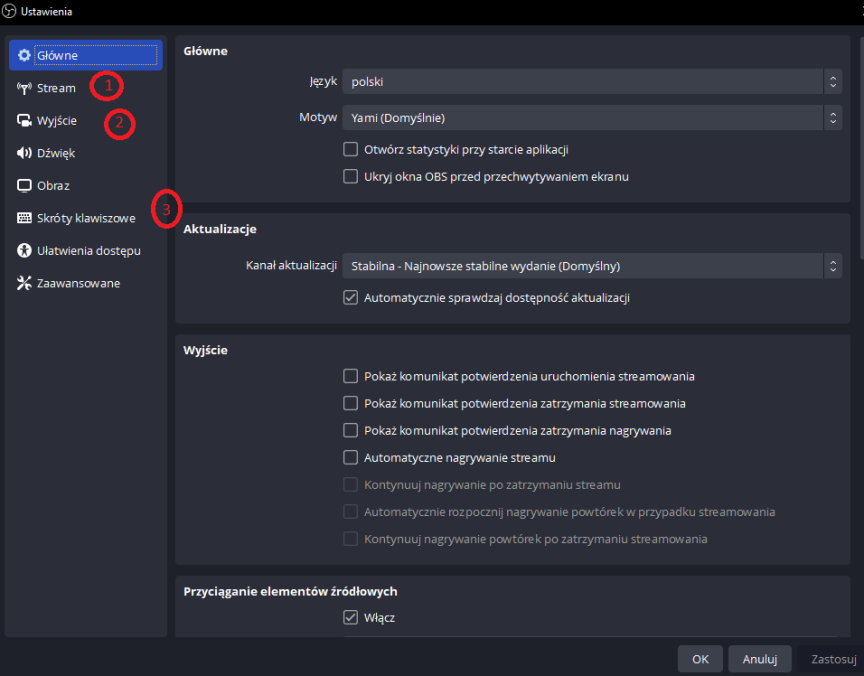 Ustawienia
Główne
Stream 1
Wyjście 2
Dźwięk
Obraz
Skróty klawiszowe 3
Ułatwienia dostępu
Zaawansowane
Główne
Język polski
Motyw Yami (Domyślnie)
Otwórz statystyki przy starcie aplikacji
Ukryj okna OBS przed przechwytywaniem ekranu
Aktualizacje
Kanał aktualizacji Stabilna - Najnowsze stabilne wydanie (Domyślny)
Automatycznie sprawdzaj dostępność aktualizacji
Wyjście
Pokaż komunikat potwierdzenia uruchomienia streamowania
Pokaż komunikat potwierdzenia zatrzymania streamowania
Pokaż komunikat potwierdzenia zatrzymania nagrywania
Automatyczne nagrywanie streamu
Kontynuuj nagrywanie po zatrzymaniu streamu
Automatycznie rozpocznij nagrywanie powtórek w przypadku streamowania
Kontynuuj nagrywanie powtórek po zatrzymaniu streamowania
Przyciąganie elementów źródłowych
Włącz
OK Anuluj Zastosuj